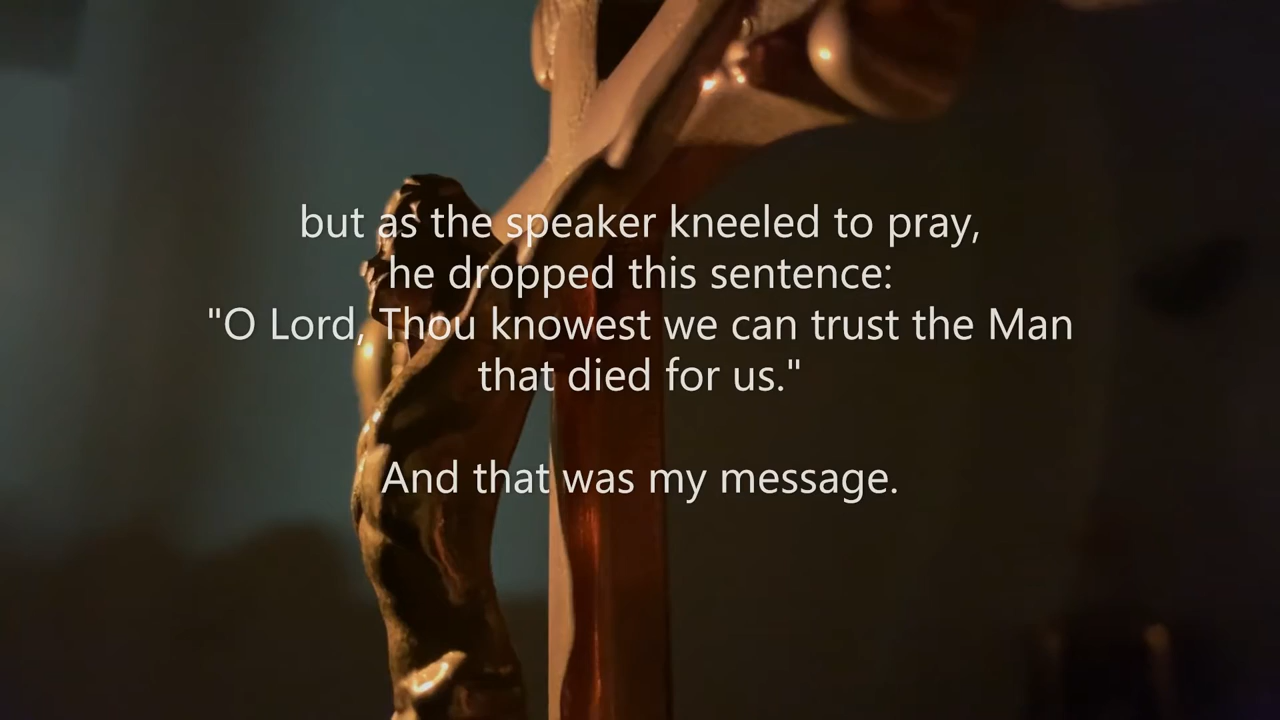 but as the speaker kneeled to pray,
he dropped this sentence:
"O Lord, Thou knowest we can trust the Man
that died for us."
And that was my message.